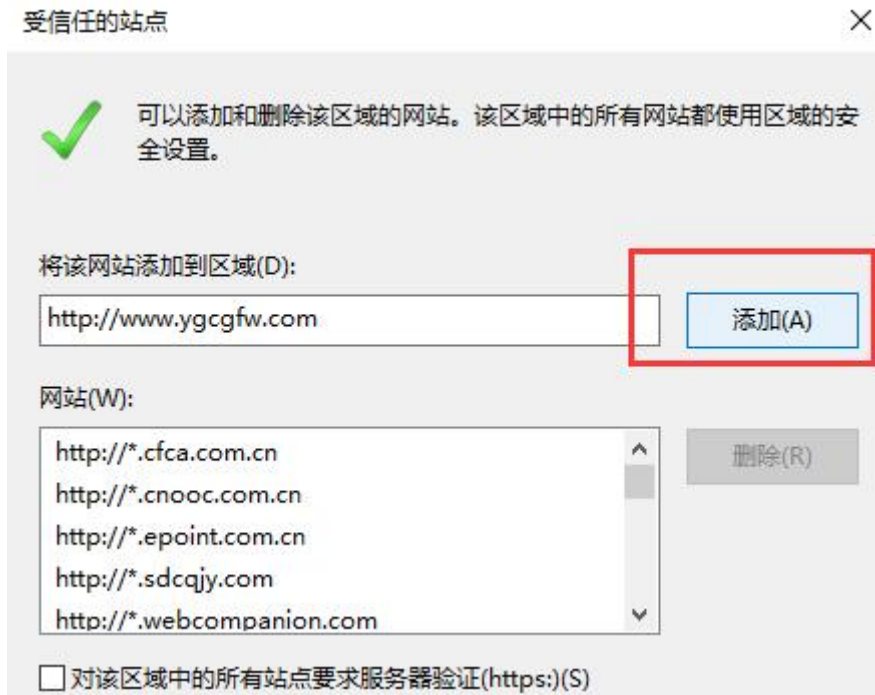 受信任的站点
可以添加和删除该区域的网站。该区域中的所有网站都使用区域的安
全设置。
将该网站添加到区域(D):
http://www.ygcgfw.com
添加(A)
网站(W):
http://*.cfca.com.cn
删除(R)
http://*.cnooc.com.cn
http://*.epoint.com.cn
http://*.sdcqjy.com
http://*.webcompanion.com
对该区域中的所有站点要求服务器验证(https:)(S)